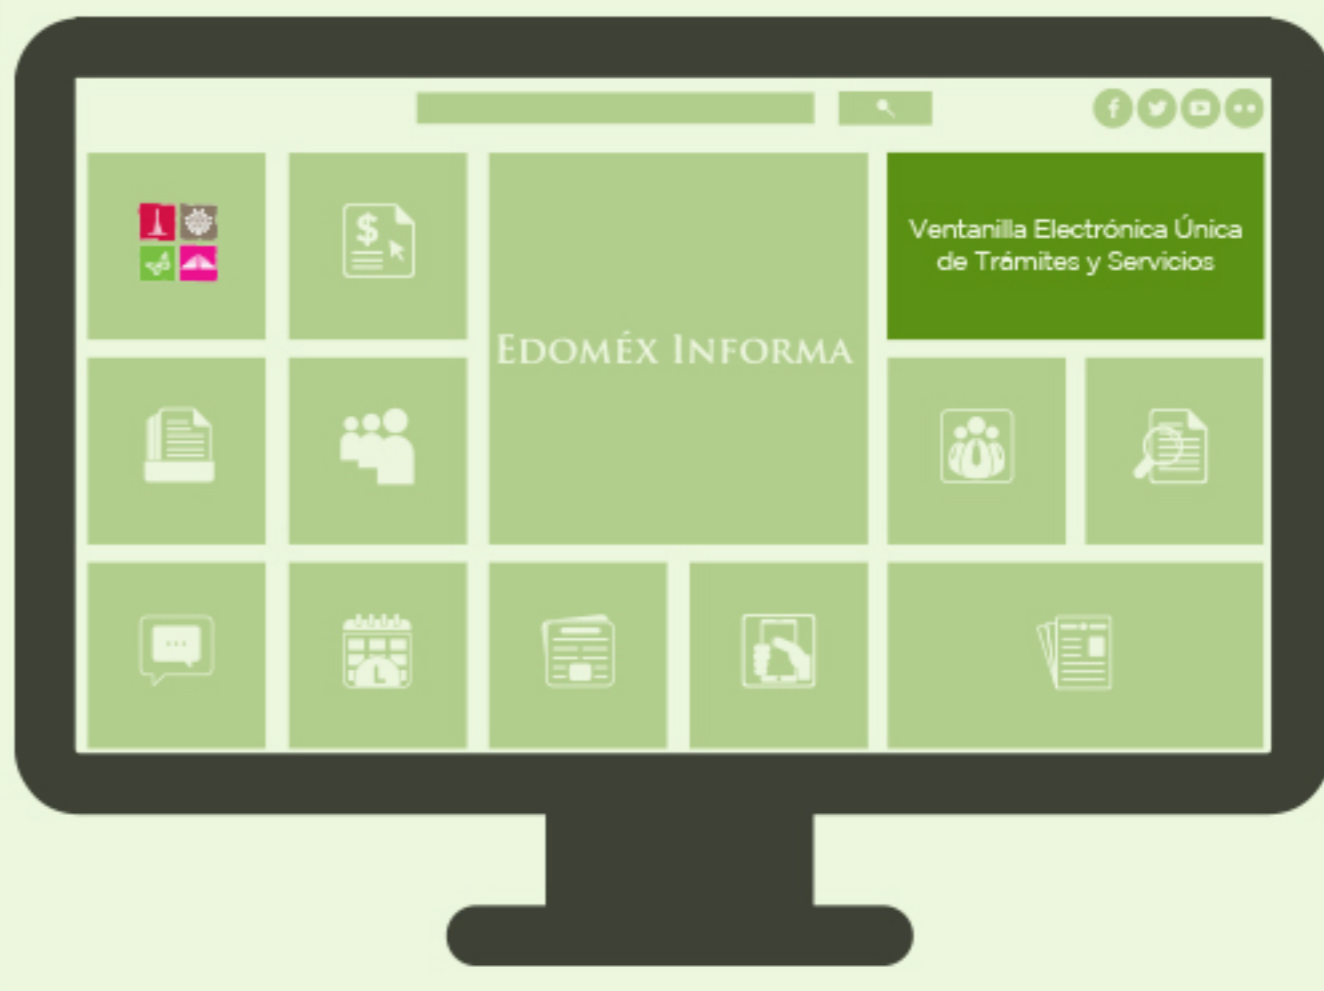 Ventanilla Electrónica Única
de Trámites y Servicios
EDOMÉX INFORMA